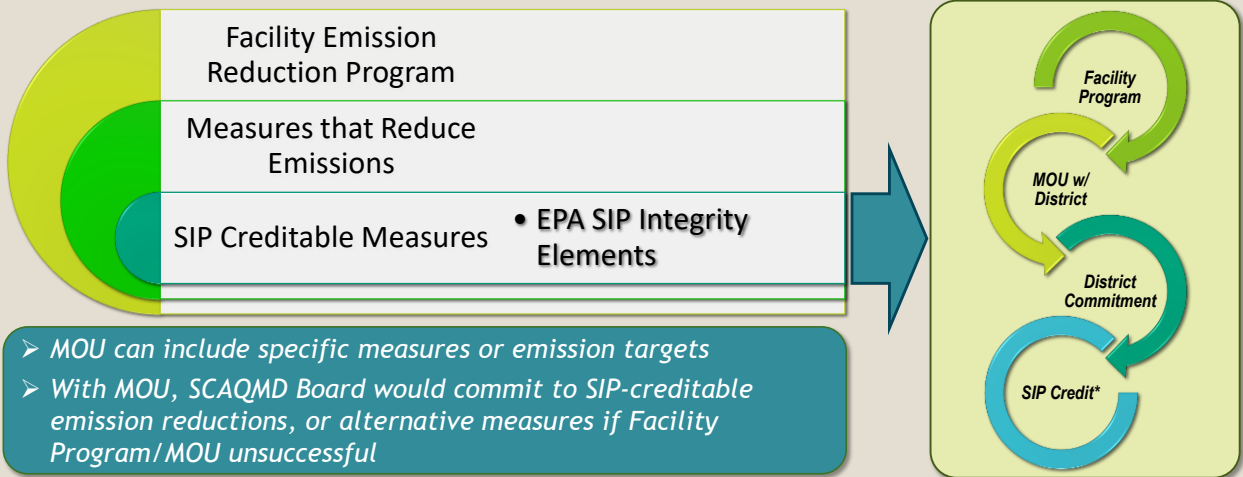 Facility Emission
Reduction Program
Measures that Reduce
Emissions
SIP Creditable Measures
• EPA SIP Integrity
Elements
➢ MOU can include specific measures or emission targets
➢ With MOU, SCAQMD Board would commit to SIP-creditable
emission reductions, or alternative measures if Facility
Program/MOU unsuccessful
Facility
Program
MOU w/
District
District
Commitment
SIP Credit*